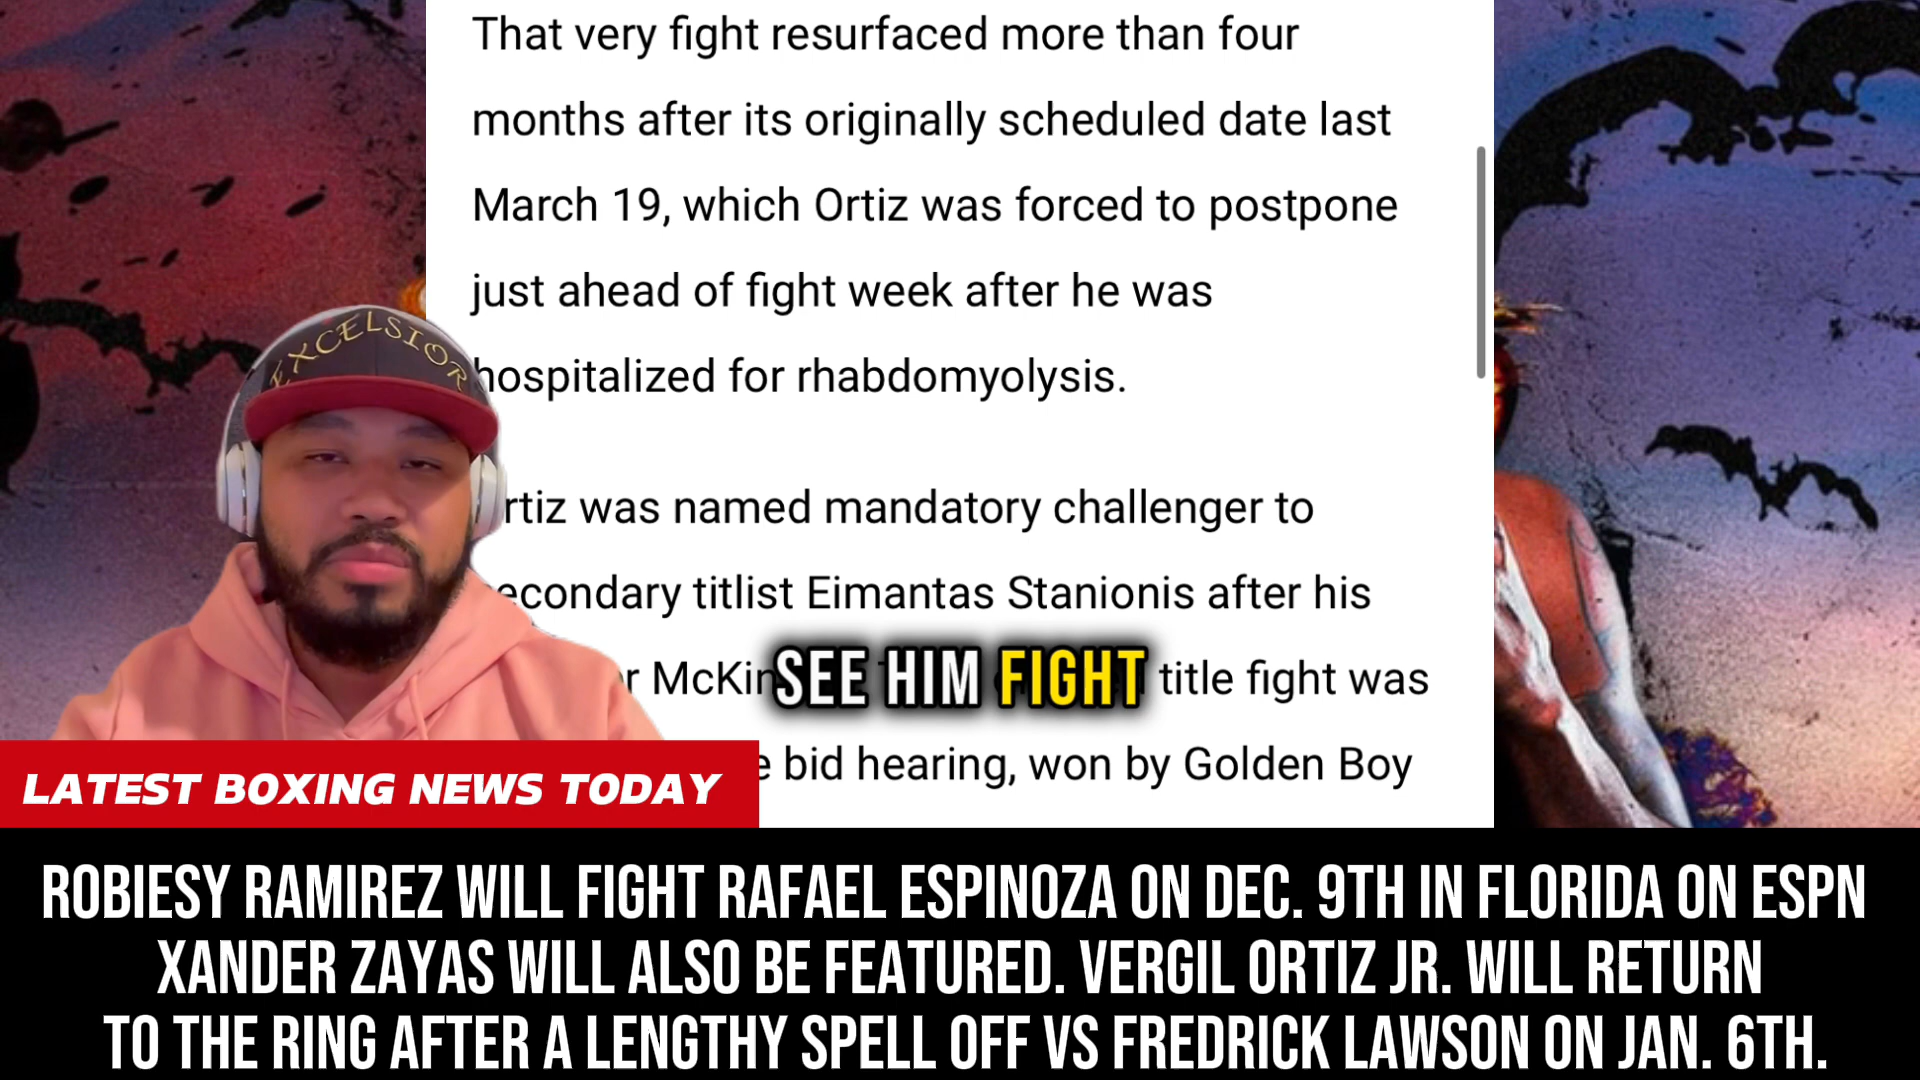 That very fight resurfaced more than four
months after its originally scheduled date last
March 19, which Ortiz was forced to postpone
just ahead of fight week after he was
hospitalized for rhabdomyolysis.
EXCELSIOR
rtiz was named mandatory challenger to
econdary titlist Eimantas Stanionis after his
r McKin title fight was
SEE HIM FIGHT
e bid hearing, won by Golden Boy
LATEST BOXING NEWS TODAY
ROBIESY RAMIREZ WILL FIGHT RAFAEL ESPINOZA ON DEC. 9TH IN FLORIDA ON ESPN
XANDER ZAYAS WILL ALSO BE FEATURED. VERGIL ORTIZ JR. WILL RETURN
TO THE RING AFTER A LENGTHY SPELL OFF VS FREDRICK LAWSON ON JAN. 6TH.